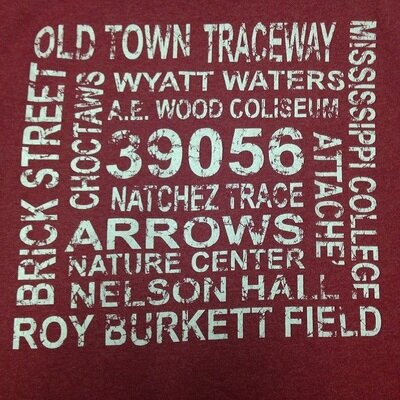 OLD TOWN TRACEWAY
BRICK STREET
CHOCTAWS
WYATT WATERS
A.E. WOOD COLISEUM
39056
NATCHEZ TRACE
ATTACHE'
MISSISSIPPI COLLEGE
ARROWS
NATURE CENTER
NELSON HALL
ROY BURKETT FIELD